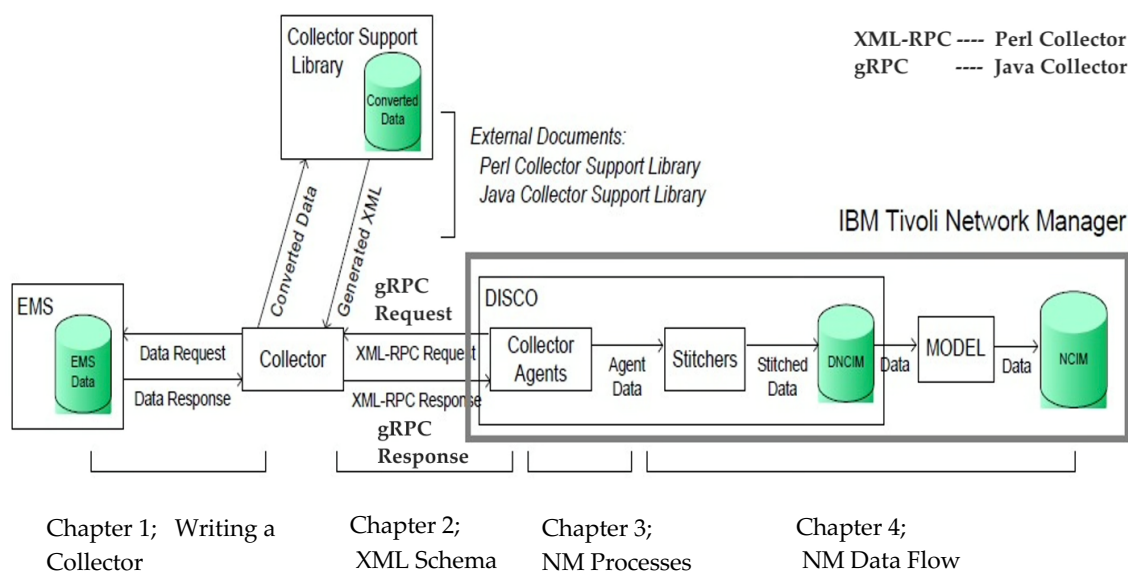 Collector Support
Library
Converted
Data
XML-RPC ---- Perl Collector
gRPC ---- Java Collector
External Documents:
Perl Collector Support Library
Java Collector Support Library
Converted Data
Generated XML
IBM Tivoli Network Manager
EMS
EMS
Data
Data Request
Data Response
Collector
gRPC
Request
XML-RPC Request
XML-RPC Response
gRPC
Response
DISCO
Collector
Agents
Agent
Data
Stitchers
Stitched
Data
DNCIM
Data
MODEL
Data
NCIM
Chapter 1; Writing a
Collector
Chapter 2;
XML Schema
Chapter 3;
NM Processes
Chapter 4;
NM Data Flow